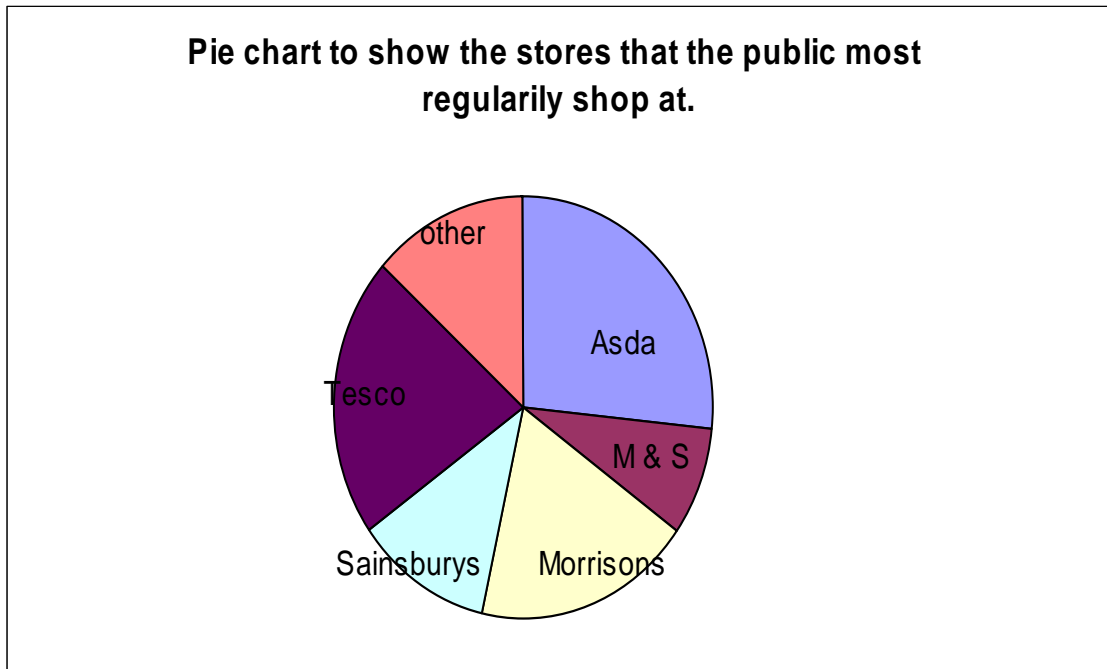 Pie chart to show the stores that the public most
regularily shop at.
other
Asda
Tesco
M & S
Sainsburys
Morrisons